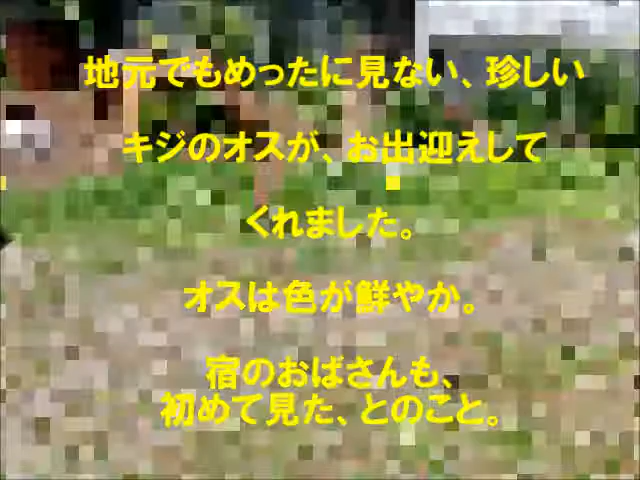 地元でもめったに見ない、珍しい
キジのオスが、お出迎えして
くれました。
オスは色が鮮やか。
宿のおばさんも、
初めて見た、とのこと。